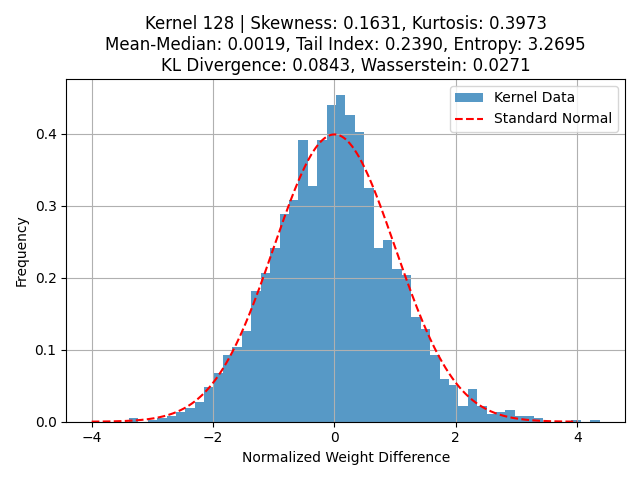 Kernel 128 | Skewness: 0.1631, Kurtosis: 0.3973
Mean-Median: 0.0019, Tail Index: 0.2390, Entropy: 3.2695
KL Divergence: 0.0843, Wasserstein: 0.0271
Kernel Data
Standard Normal
Frequency
0.4
0.3
0.2
0.1
0.0
−4
−2
0
2
4
Normalized Weight Difference